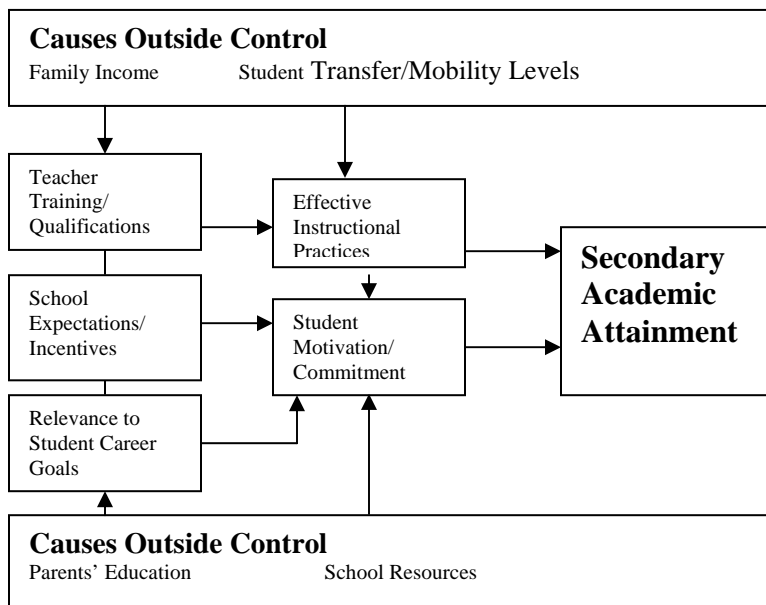 Causes Outside Control
Family Income Student Transfer/Mobility Levels
Teacher
Training/
Qualifications
Effective
Instructional
Practices
Secondary
Academic
Attainment
School
Expectations/
Incentives
Student
Motivation/
Commitment
Relevance to
Student Career
Goals
Causes Outside Control
Parents’ Education School Resources